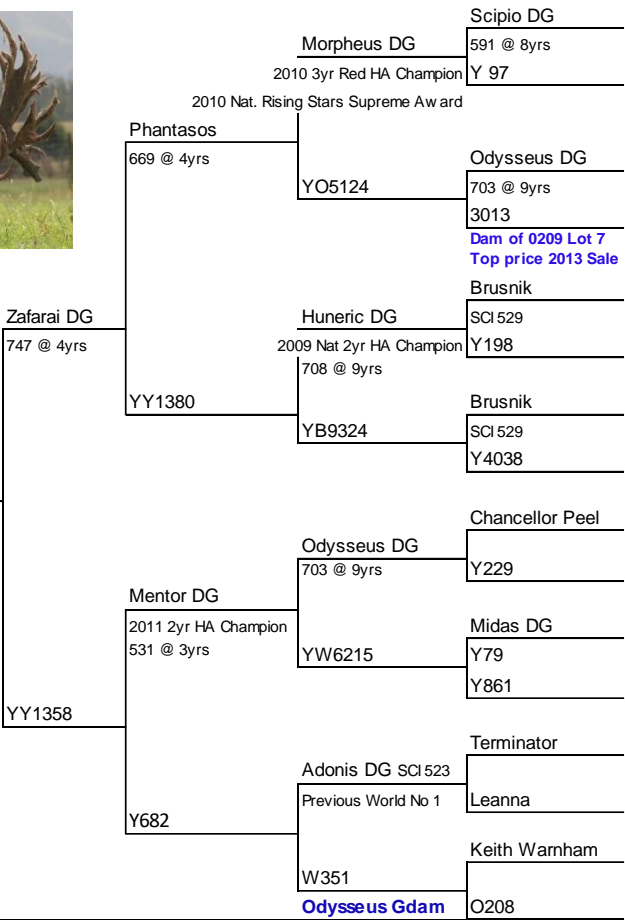 Scipio DG
Morpheus DG
591 @ 8yrs
2010 3yr Red HA Champion
Y 97
2010 Nat. Rising Stars Supreme Award
Phantasos
669 @ 4yrs
Odysseus DG
YO5124
703 @ 9yrs
3013
Dam of 0209 Lot 7
Top price 2013 Sale
Brusnik
Zafarai DG
Huneric DG
SCI 529
747 @ 4yrs
2009 Nat 2yr HA Champion
Y198
708 @ 9yrs
YY1380
Brusnik
YB9324
SCI 529
Y4038
Chancellor Peel
Odysseus DG
703 @ 9yrs
Y229
Mentor DG
2011 2yr HA Champion
Midas DG
531 @ 3yrs
YW6215
Y79
Y861
YY1358
Terminator
Adonis DG SCI 523
Previous World No 1
Leanna
Y682
Keith Warnham
W351
Odysseus Gdam
O208